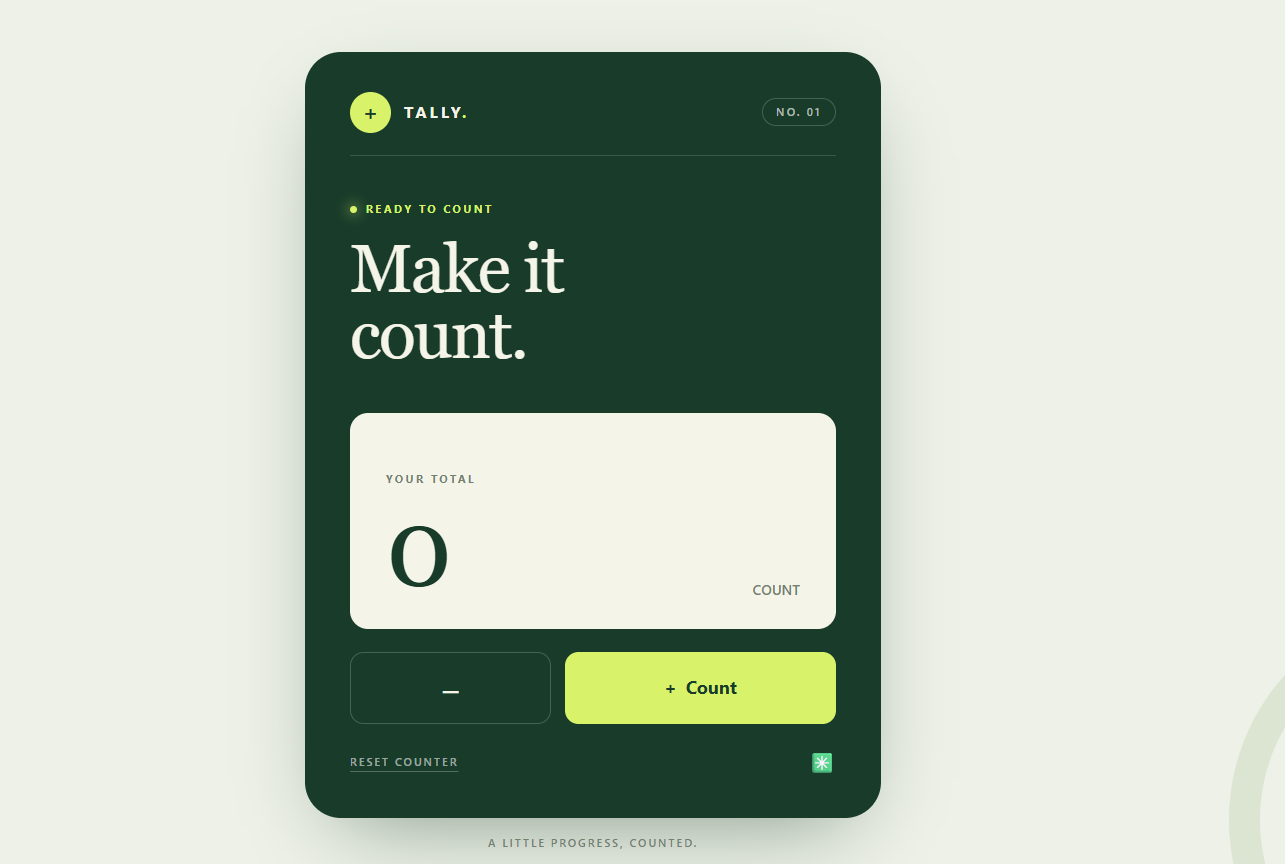 + TALLY.
NO. 01
READY TO COUNT
Make it
count.
YOUR TOTAL
0
COUNT
–
+ Count
RESET COUNTER
A LITTLE PROGRESS, COUNTED.